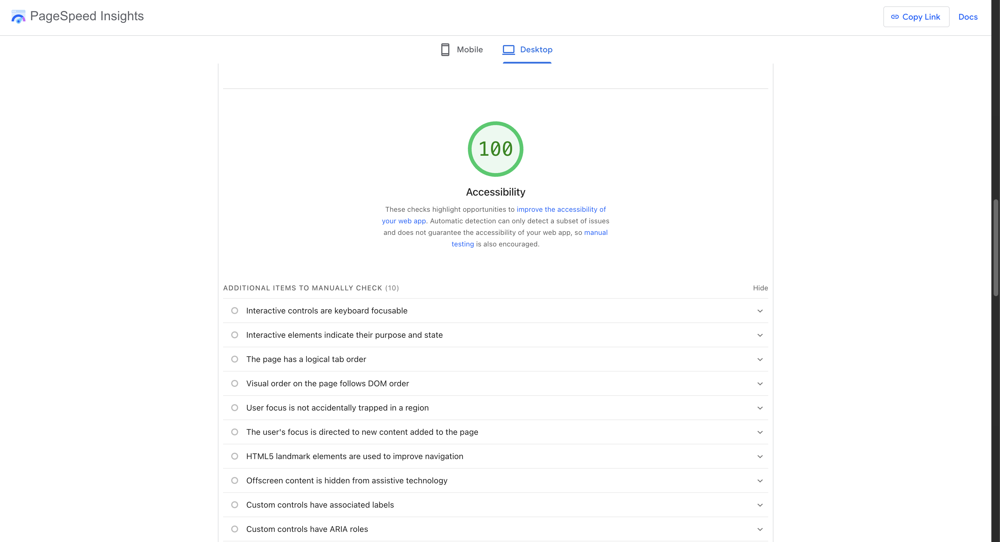 PageSpeed Insights
Copy Link
Docs
Mobile
Desktop
100
Accessibility
These checks highlight opportunities to improve the accessibility of
your web app. Automatic detection can only detect a subset of issues
and does not guarantee the accessibility of your web app, so manual
testing is also encouraged.
ADDITIONAL ITEMS TO MANUALLY CHECK (10)
Hide
Interactive controls are keyboard focusable
Interactive elements indicate their purpose and state
The page has a logical tab order
Visual order on the page follows DOM order
User focus is not accidentally trapped in a region
The user's focus is directed to new content added to the page
HTML5 landmark elements are used to improve navigation
Offscreen content is hidden from assistive technology
Custom controls have associated labels
Custom controls have ARIA roles